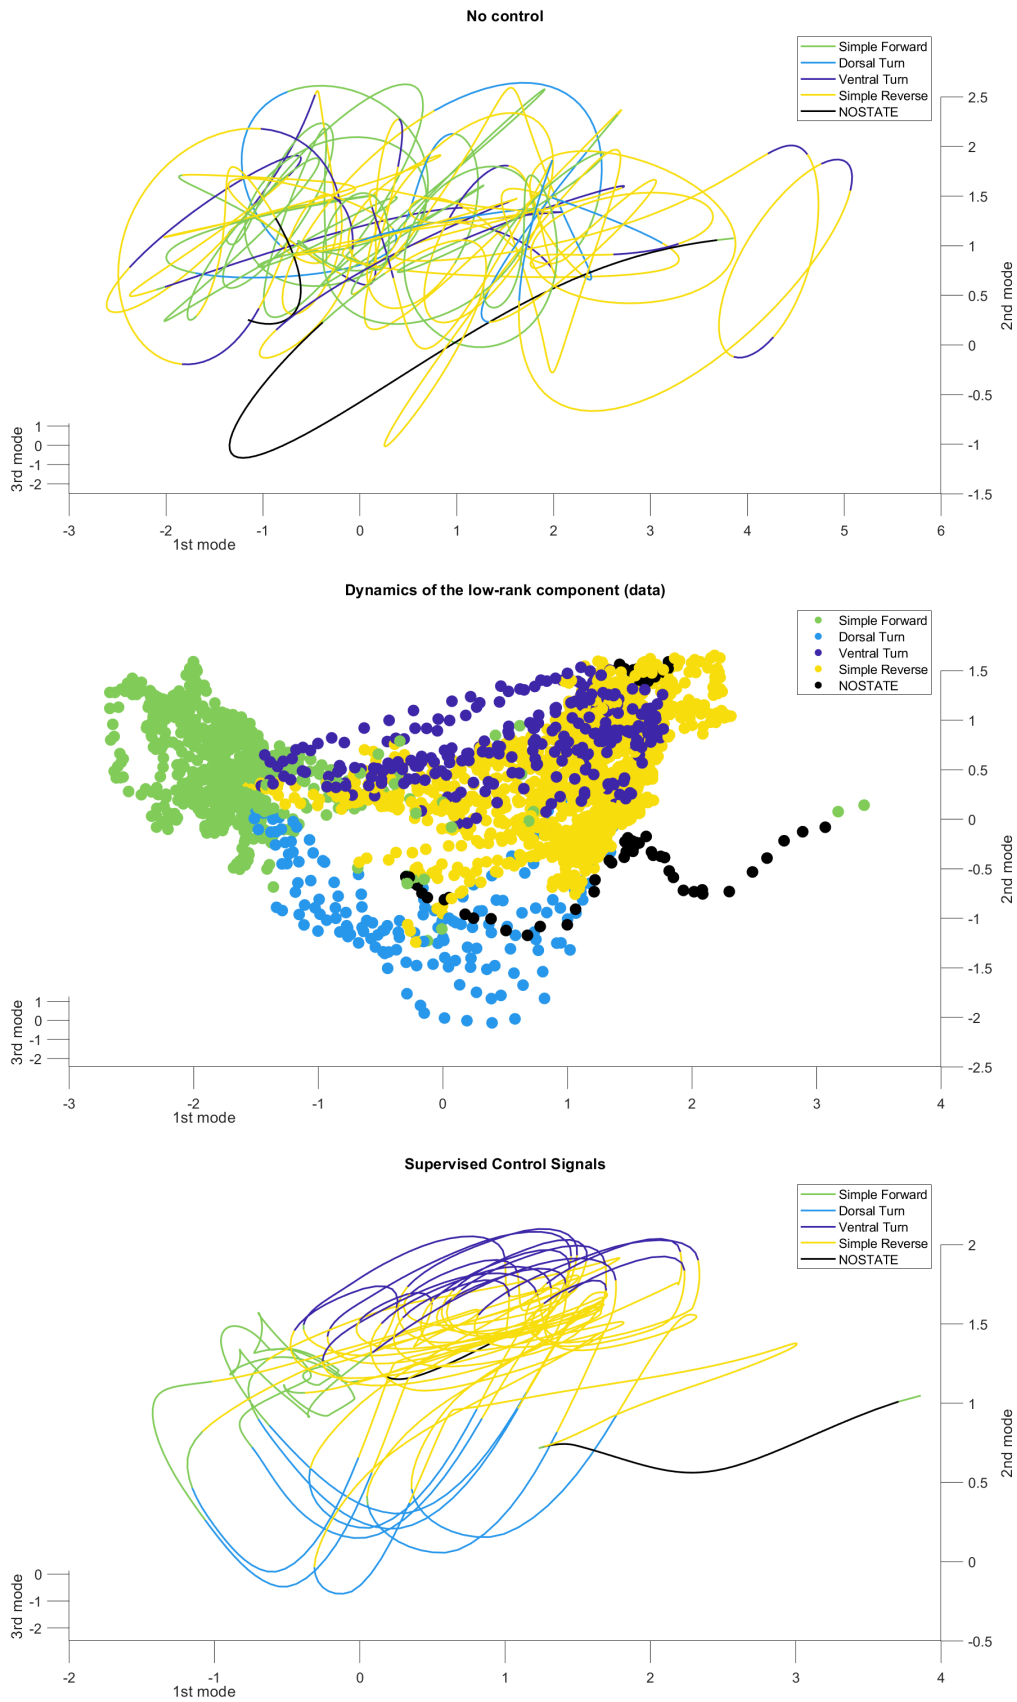 No control
Simple Forward
Dorsal Turn
Ventral Turn
Simple Reverse
NOSTATE
2.5
2
1.5
1
0.5
0
-0.5
-1
-1.5
2nd mode
1
0
-1
-2
3rd mode
-3 -2 -1 0 1 2 3 4 5 6
1st mode
Dynamics of the low-rank component (data)
Simple Forward
Dorsal Turn
Ventral Turn
Simple Reverse
NOSTATE
1.5
1
0.5
0
-0.5
-1
-1.5
-2
-2.5
2nd mode
1
0
-1
-2
3rd mode
-3 -2 -1 0 1 2 3 4
1st mode
Supervised Control Signals
Simple Forward
Dorsal Turn
Ventral Turn
Simple Reverse
NOSTATE
2
1.5
1
0.5
0
-0.5
2nd mode
0
-1
-2
3rd mode
-2 -1 0 1 2 3 4
1st mode